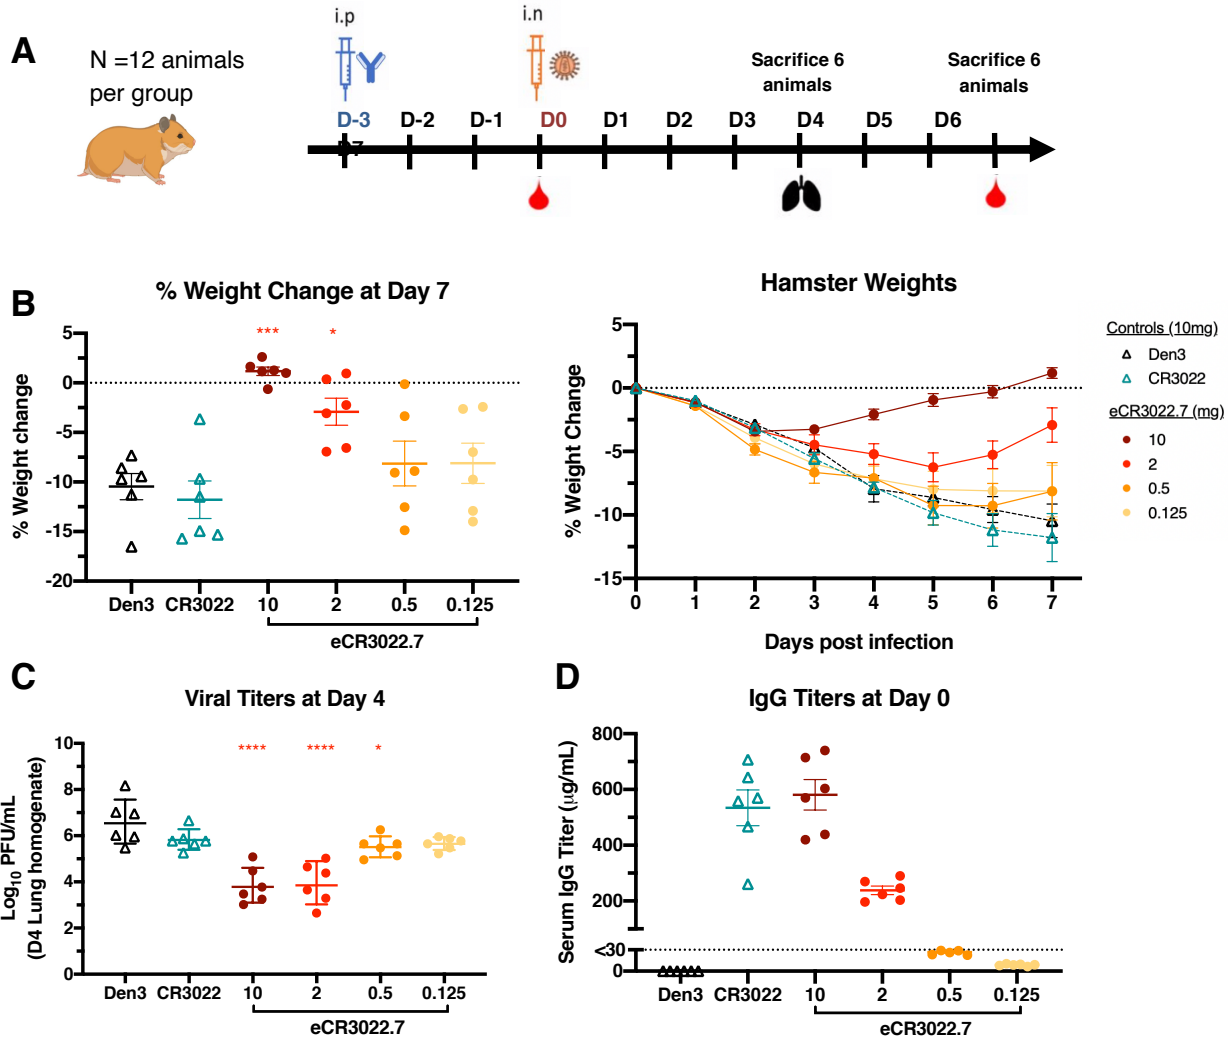 A
N =12 animals
per group
i.p
i.n
Sacrifice 6
animals
Sacrifice 6
animals
D-3
D-2
D-1
D0
D1
D2
D3
D4
D5
D6
D7
B
% Weight Change at Day 7
% Weight change
5
0
-5
-10
-15
-20
***
*
Den3
CR3022
10
2
0.5
0.125
eCR3022.7
Hamster Weights
% Weight Change
5
0
-5
-10
-15
0
1
2
3
4
5
6
7
Days post infection
Controls (10mg)
Den3
CR3022
eCR3022.7 (mg)
10
2
0.5
0.125
C
Viral Titers at Day 4
Log10 PFU/mL
(D4 Lung homogenate)
10
8
6
4
2
0
****
****
*
Den3
CR3022
10
2
0.5
0.125
eCR3022.7
D
IgG Titers at Day 0
Serum IgG Titer (μg/mL)
800
600
400
200
<30
0
Den3
CR3022
10
2
0.5
0.125
eCR3022.7